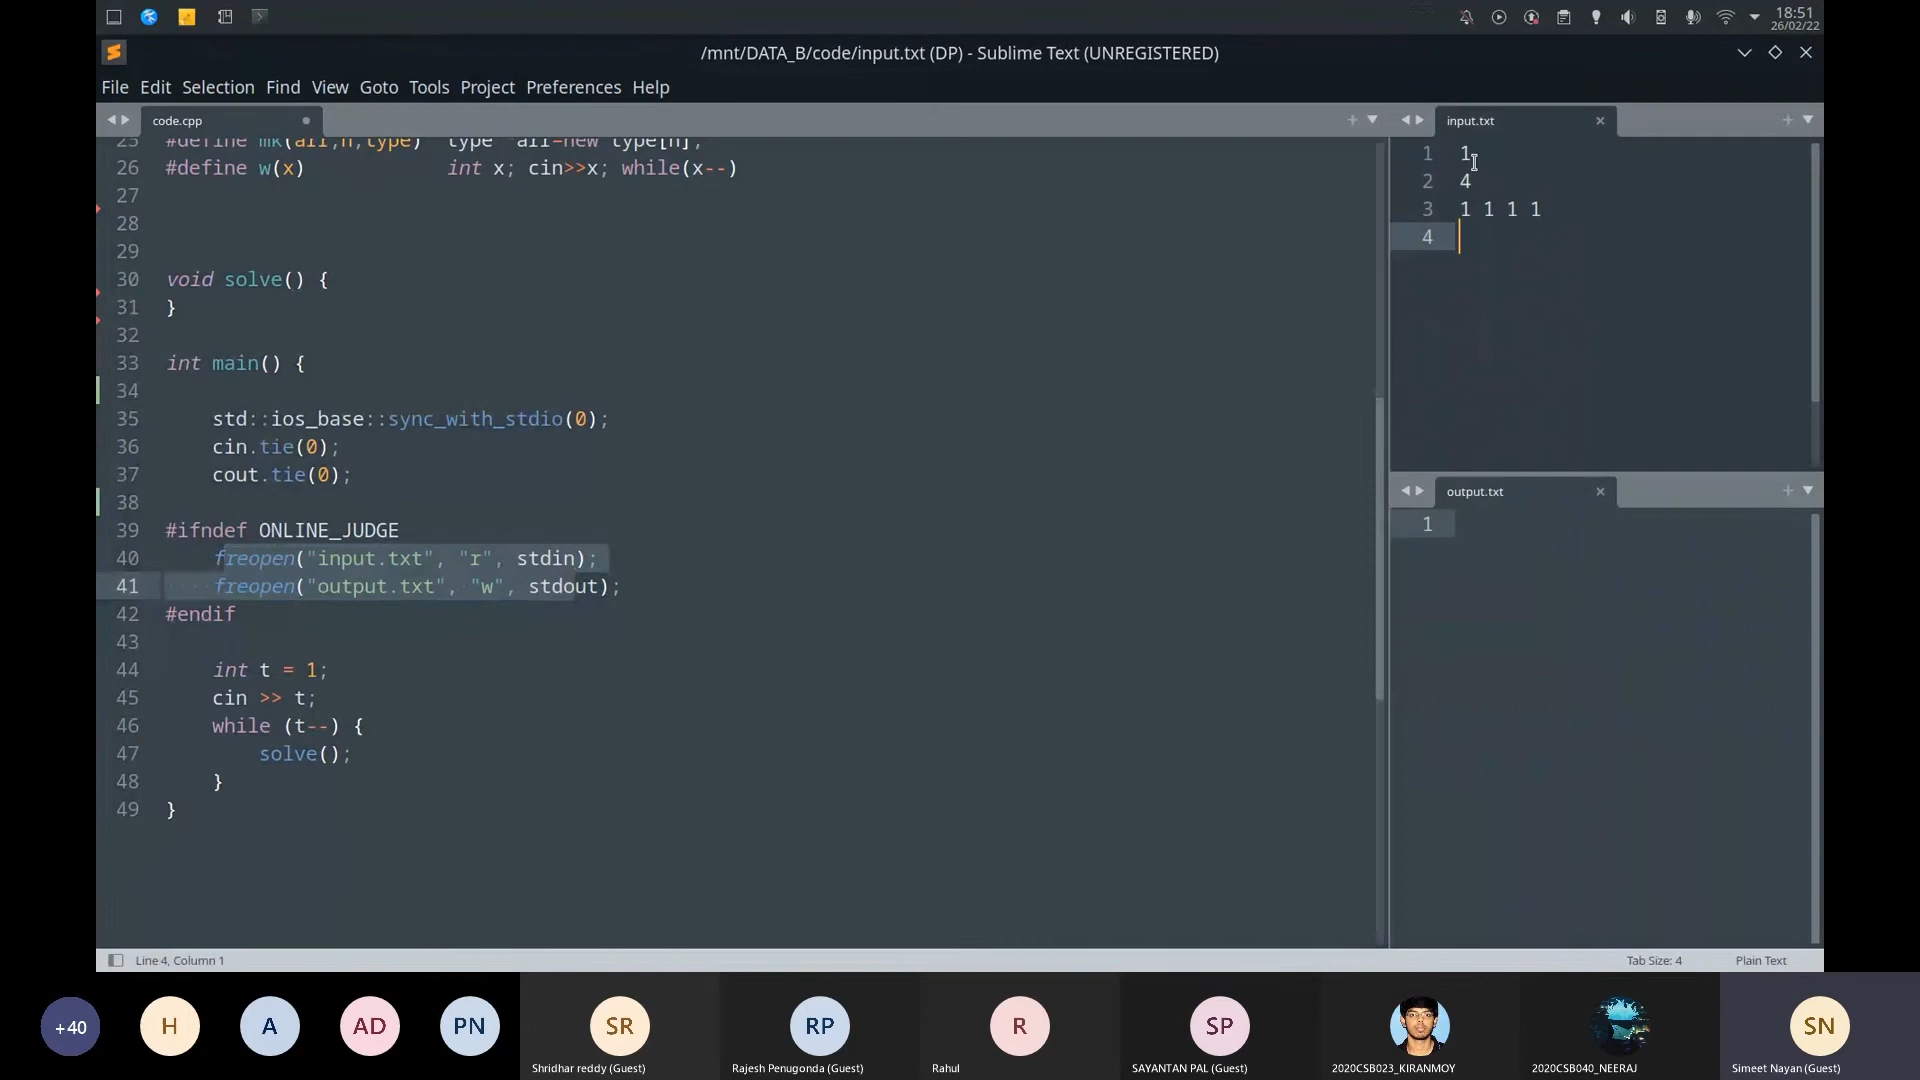 18:51
26/02/22
/mnt/DATA_B/code/input.txt (DP) - Sublime Text (UNREGISTERED)
File Edit Selection Find View Goto Tools Project Preferences Help
code.cpp
25 #define mk(arr,n,type) type *arr=new type[n];
26 #define w(x) int x; cin>>x; while(x--)
27
28
29
30 void solve() {
31 }
32
33 int main() {
34
35 std::ios_base::sync_with_stdio(0);
36 cin.tie(0);
37 cout.tie(0);
38
39 #ifndef ONLINE_JUDGE
40 freopen("input.txt", "r", stdin);
41 freopen("output.txt", "w", stdout);
42 #endif
43
44 int t = 1;
45 cin >> t;
46 while (t--) {
47 solve();
48 }
49 }
input.txt
1 1
2 4
3 1 1 1 1
4
output.txt
1
Line 4, Column 1
Tab Size: 4 Plain Text
+40 H A AD PN SR RP R SP SN
Shridhar reddy (Guest) Rajesh Penugonda (Guest) Rahul SAYANTAN PAL (Guest) 2020CSB023_KIRANMOY 2020CSB040_NEERAJ Simeet Nayan (Guest)